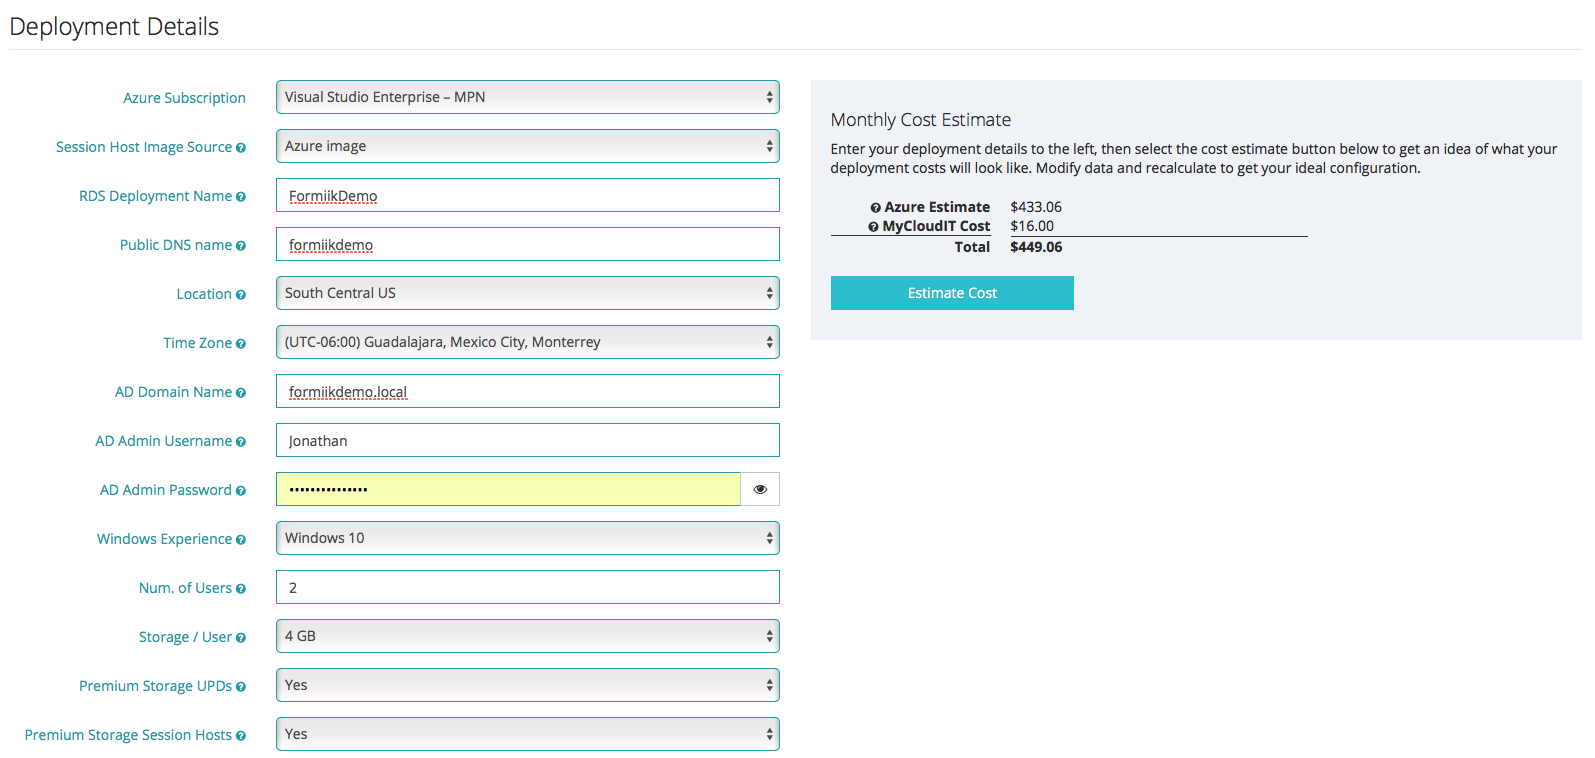 Deployment Details
Azure Subscription Visual Studio Enterprise – MPN
Session Host Image Source Azure image
RDS Deployment Name FormiikDemo
Public DNS name formiikdemo
Location South Central US
Time Zone (UTC-06:00) Guadalajara, Mexico City, Monterrey
AD Domain Name formiikdemo.local
AD Admin Username Jonathan
AD Admin Password •••••••••••••••
Windows Experience Windows 10
Num. of Users 2
Storage / User 4 GB
Premium Storage UPDs Yes
Premium Storage Session Hosts Yes
Monthly Cost Estimate
Enter your deployment details to the left, then select the cost estimate button below to get an idea of what your
deployment costs will look like. Modify data and recalculate to get your ideal configuration.
Azure Estimate $433.06
MyCloudIT Cost $16.00
Total $449.06
Estimate Cost